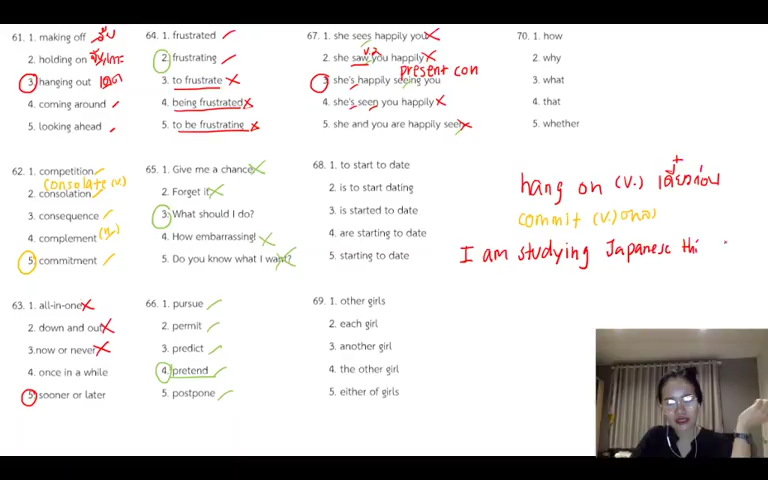 61. 1. making off
2. holding on
3. hanging out
4. coming around
5. looking ahead
62. 1. competition
consolate (v.)
2. consolation
3. consequence
4. complement
5. commitment
63. 1. all-in-one
2. down and out
3.now or never
4. once in a while
5. sooner or later
64. 1. frustrated
2. frustrating
3. to frustrate
4. being frustrated
5. to be frustrating
65. 1. Give me a chance
2. Forget it
3. What should I do?
4. How embarrassing!
5. Do you know what I want?
66. 1. pursue
2. permit
3. predict
4. pretend
5. postpone
67. 1. she sees happily you
v.2
2. she saw you happily
present con
3. she's happily seeing you
4. she's seen you happily
5. she and you are happily seen
68. 1. to start to date
2. is to start dating
3. is started to date
4. are starting to date
5. starting to date
69. 1. other girls
2. each girl
3. another girl
4. the other girl
5. either of girls
70. 1. how
2. why
3. what
4. that
5. whether
hang on (v.) เดี๋ยวก่อน
commit (v.)
I am studying Japanese thi